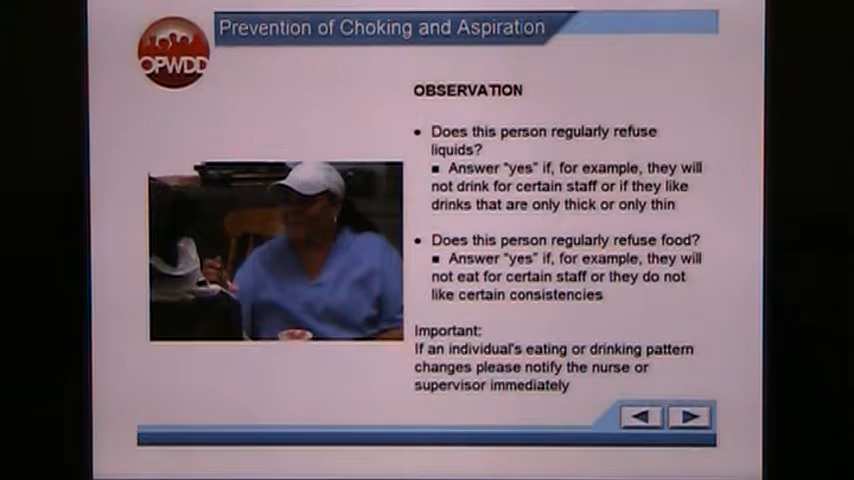 Prevention of Choking and Aspiration
OPWDD
OBSERVATION
• Does this person regularly refuse
liquids?
■ Answer "yes" if, for example, they will
not drink for certain staff or if they like
drinks that are only thick or only thin
• Does this person regularly refuse food?
■ Answer "yes" if, for example, they will
not eat for certain staff or they do not
like certain consistencies
Important:
If an individual's eating or drinking pattern
changes please notify the nurse or
supervisor immediately